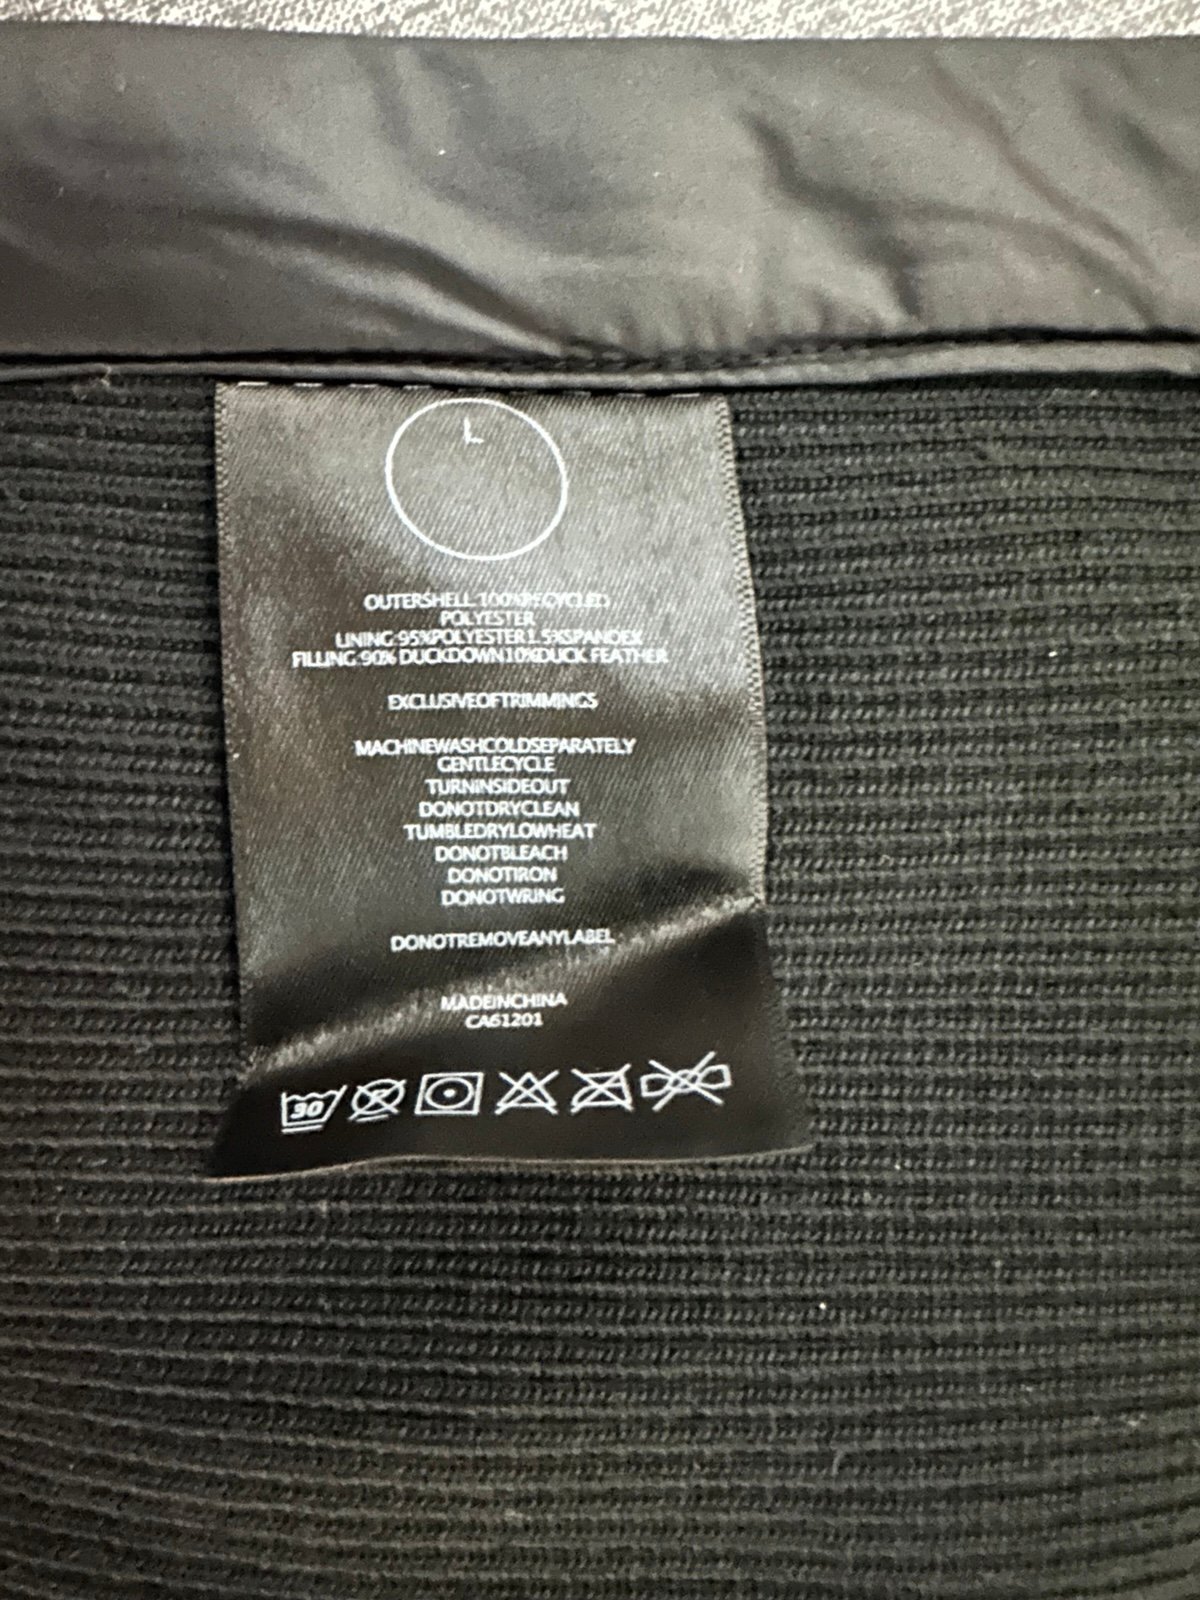 L
OUTERSHELL 100%RECYCLED
POLYESTER
LINING:95%POLYESTER1.5%SPANDEX
FILLING:90% DUCKDOWN10%DUCK FEATHER
EXCLUSIVEOFTRIMMINGS
MACHINEWASHCOLDSEPARATELY
GENTLECYCLE
TURNINSIDEOUT
DONOTDRYCLEAN
TUMBLEDRYLOWHEAT
DONOTBLEACH
DONOTIRON
DONOTWRING
DONOTREMOVEANYLABEL
MADEINCHINA
CA61201
30